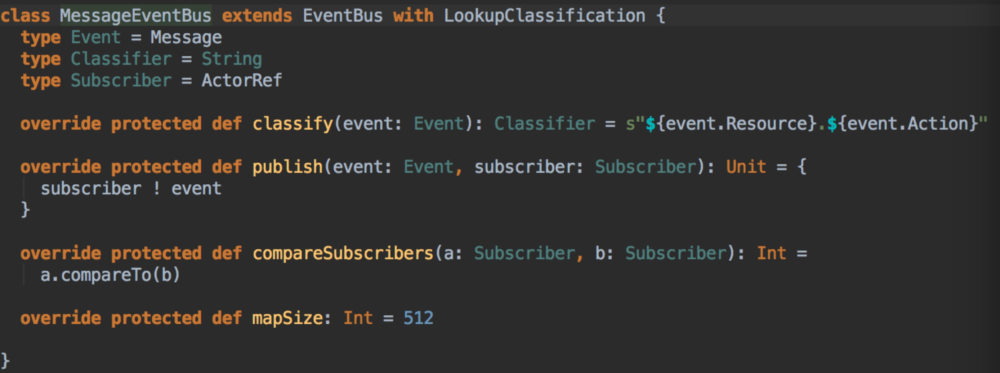 class MessageEventBus extends EventBus with LookupClassification {
  type Event = Message
  type Classifier = String
  type Subscriber = ActorRef
  override protected def classify(event: Event): Classifier = s"${event.Resource}.${event.Action}"
  override protected def publish(event: Event, subscriber: Subscriber): Unit = {
    subscriber ! event
  }
  override protected def compareSubscribers(a: Subscriber, b: Subscriber): Int =
    a.compareTo(b)
  override protected def mapSize: Int = 512
}